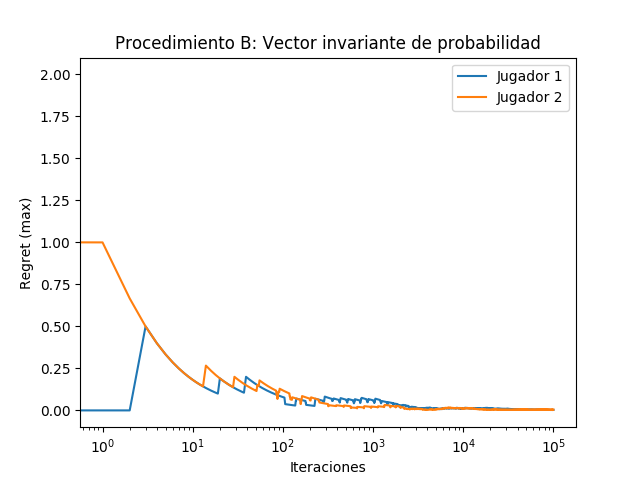 Procedimiento B: Vector invariante de probabilidad
Jugador 1
Jugador 2
Regret (max)
2.00
1.75
1.50
1.25
1.00
0.75
0.50
0.25
0.00
10⁰ 10¹ 10² 10³ 10⁴ 10⁵
Iteraciones